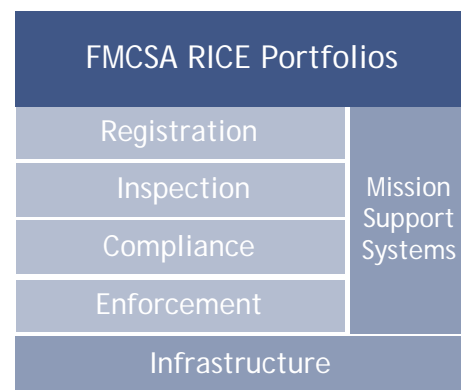 FMCSA RICE Portfolios
Registration
Inspection
Compliance
Enforcement
Mission
Support
Systems
Infrastructure